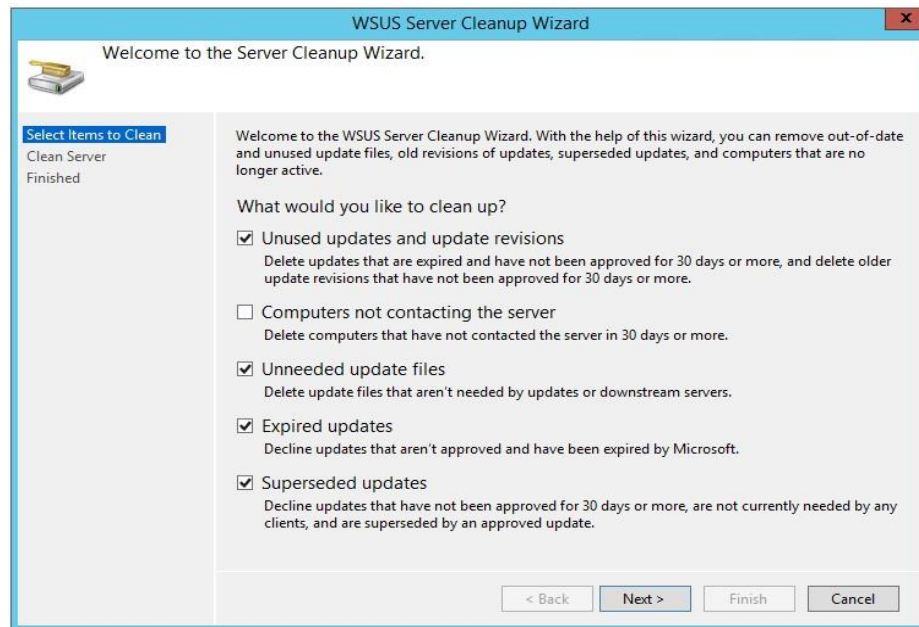 WSUS Server Cleanup Wizard
x
Welcome to the Server Cleanup Wizard.
Select Items to Clean
Clean Server
Finished
Welcome to the WSUS Server Cleanup Wizard. With the help of this wizard, you can remove out-of-date
and unused update files, old revisions of updates, superseded updates, and computers that are no
longer active.
What would you like to clean up?
Unused updates and update revisions
Delete updates that are expired and have not been approved for 30 days or more, and delete older
update revisions that have not been approved for 30 days or more.
Computers not contacting the server
Delete computers that have not contacted the server in 30 days or more.
Unneeded update files
Delete update files that aren't needed by updates or downstream servers.
Expired updates
Decline updates that aren't approved and have been expired by Microsoft.
Superseded updates
Decline updates that have not been approved for 30 days or more, are not currently needed by any
clients, and are superseded by an approved update.
< Back Next > Finish Cancel